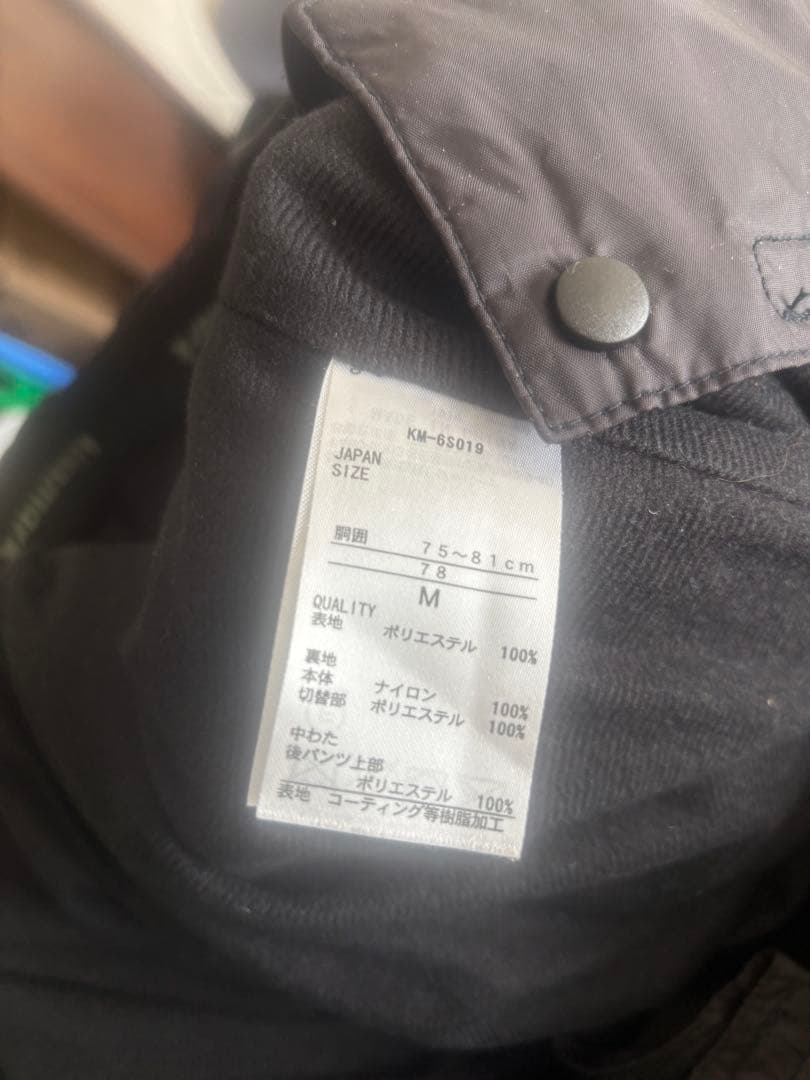 KM-6S019
JAPAN
SIZE
胴囲 75～81cm
78
M
QUALITY
表地 ポリエステル 100%
裏地
本体 ナイロン 100%
切替部 ポリエステル 100%
中わた
後パンツ上部
ポリエステル 100%
表地 コーティング等樹脂加工